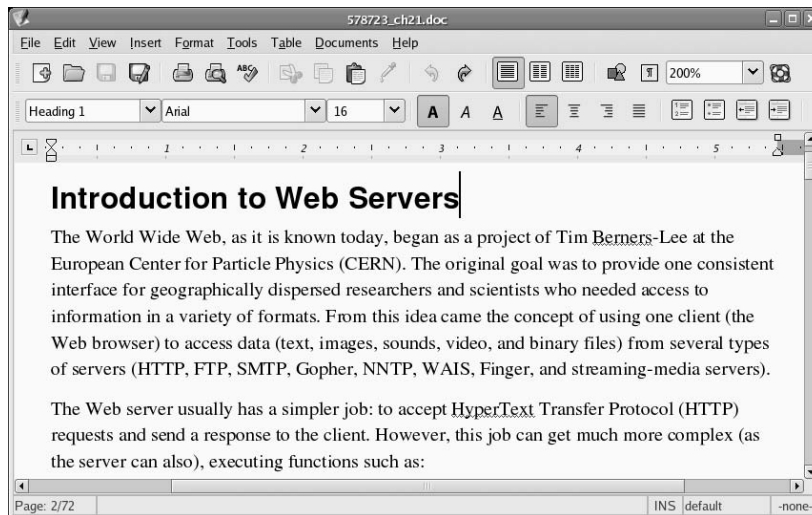 578723_ch21.doc
File Edit View Insert Format Tools Table Documents Help
ABC 200%
Heading 1 Arial 16 A A A
1 2 3 4 5
Introduction to Web Servers
The World Wide Web, as it is known today, began as a project of Tim Berners-Lee at the
European Center for Particle Physics (CERN). The original goal was to provide one consistent
interface for geographically dispersed researchers and scientists who needed access to
information in a variety of formats. From this idea came the concept of using one client (the
Web browser) to access data (text, images, sounds, video, and binary files) from several types
of servers (HTTP, FTP, SMTP, Gopher, NNTP, WAIS, Finger, and streaming-media servers).
The Web server usually has a simpler job: to accept HyperText Transfer Protocol (HTTP)
requests and send a response to the client. However, this job can get much more complex (as
the server can also), executing functions such as:
Page: 2/72 INS default -none-